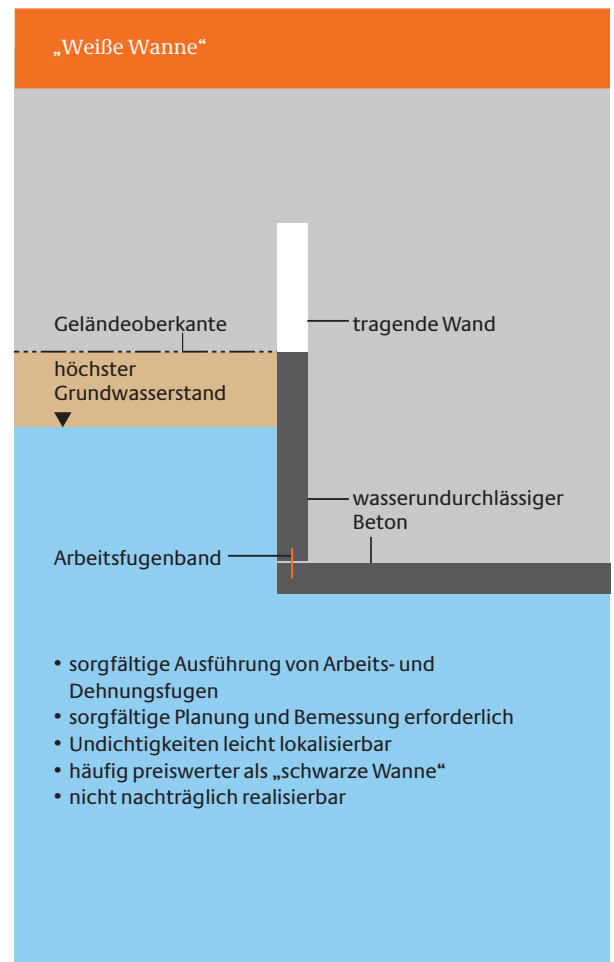 „Weiße Wanne“
Geländeoberkante
tragende Wand
höchster
Grundwasserstand
wasserundurchlässiger
Beton
Arbeitsfugenband
• sorgfältige Ausführung von Arbeits- und
Dehnungsfugen
• sorgfältige Planung und Bemessung erforderlich
• Undichtigkeiten leicht lokalisierbar
• häufig preiswerter als „schwarze Wanne“
• nicht nachträglich realisierbar